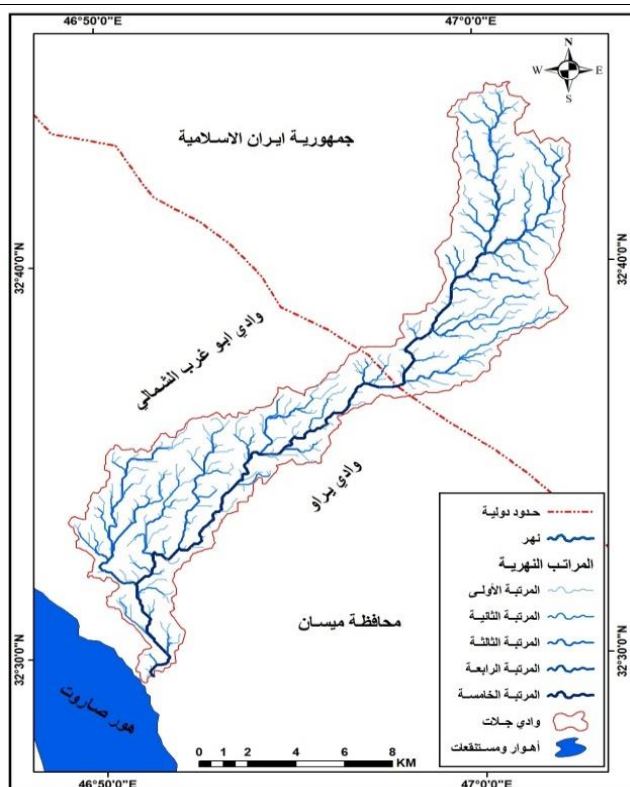 46°50'0"E
47°0'0"E
N
W
E
S
جمهورية ايران الاسلامية
32°40'0"N
32°40'0"N
وادي ابو غرب الشمالي
وادي براو
محافظة ميسان
هور صاروت
32°30'0"N
32°30'0"N
حدود دولية
نهر
المراتب النهرية
المرتبة الأولى
المرتبة الثانية
المرتبة الثالثة
المرتبة الرابعة
المرتبة الخامسة
وادي جلات
أهوار ومستنقعات
0 1 2 4 6 8
KM
46°50'0"E
47°0'0"E